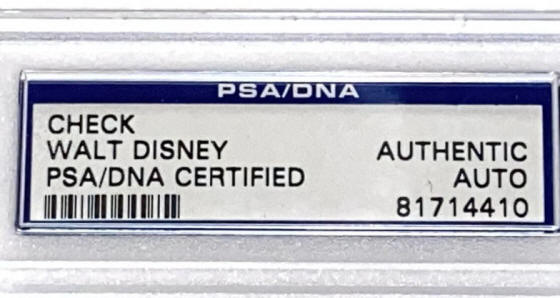 PSA/DNA
CHECK
WALT DISNEY AUTHENTIC
PSA/DNA CERTIFIED AUTO
81714410